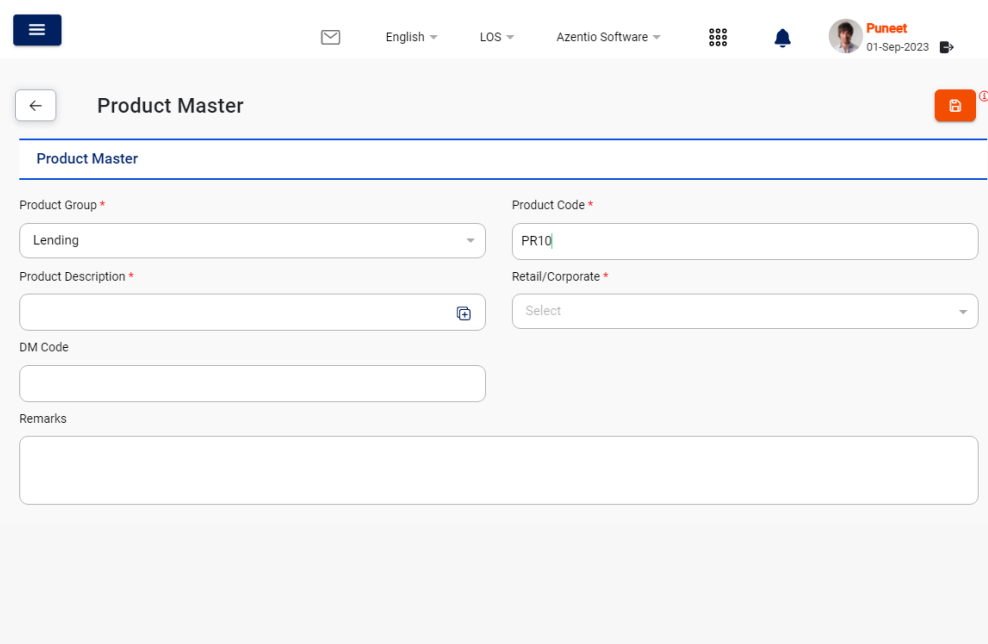 English LOS Azentio Software Puneet
01-Sep-2023
Product Master
Product Master
Product Group * Product Code *
Lending PR10
Product Description * Retail/Corporate *
Select
DM Code
Remarks